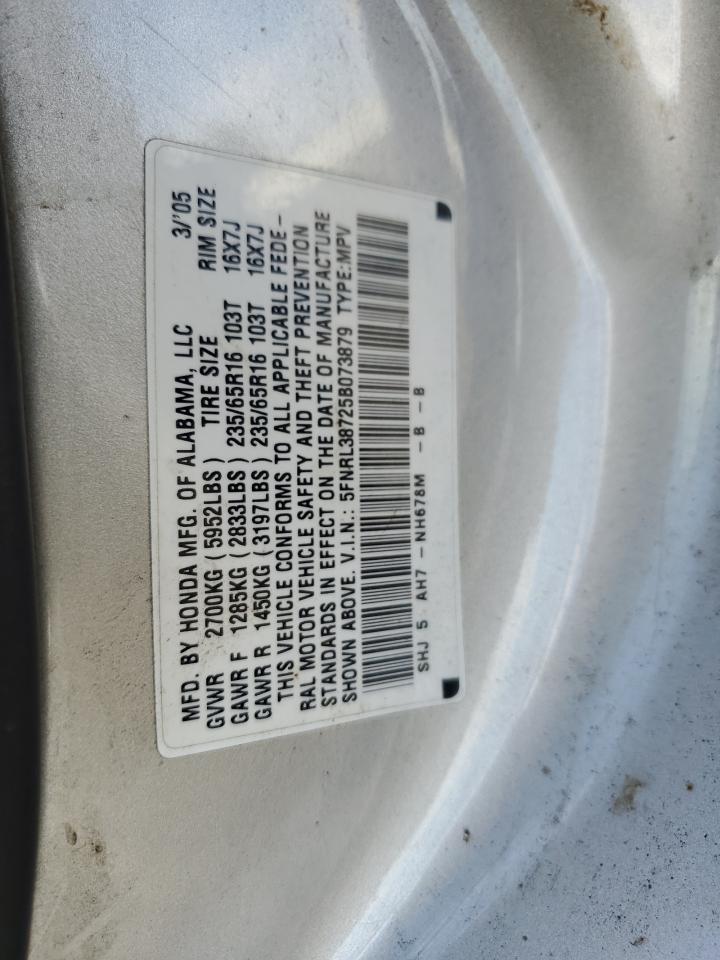 MFD. BY HONDA MFG. OF ALABAMA, LLC 3/'05
GVWR 2700KG (5952LBS) TIRE SIZE RIM SIZE
GAWR F 1285KG (2833LBS) 235/65R16 103T 16X7J
GAWR R 1450KG (3197LBS) 235/65R16 103T 16X7J
THIS VEHICLE CONFORMS TO ALL APPLICABLE FEDE-
RAL MOTOR VEHICLE SAFETY AND THEFT PREVENTION
STANDARDS IN EFFECT ON THE DATE OF MANUFACTURE
SHOWN ABOVE. V.I.N.: 5FNRL38725B073879 TYPE:MPV
SHJ 5 AH7 -NH678M -B -B